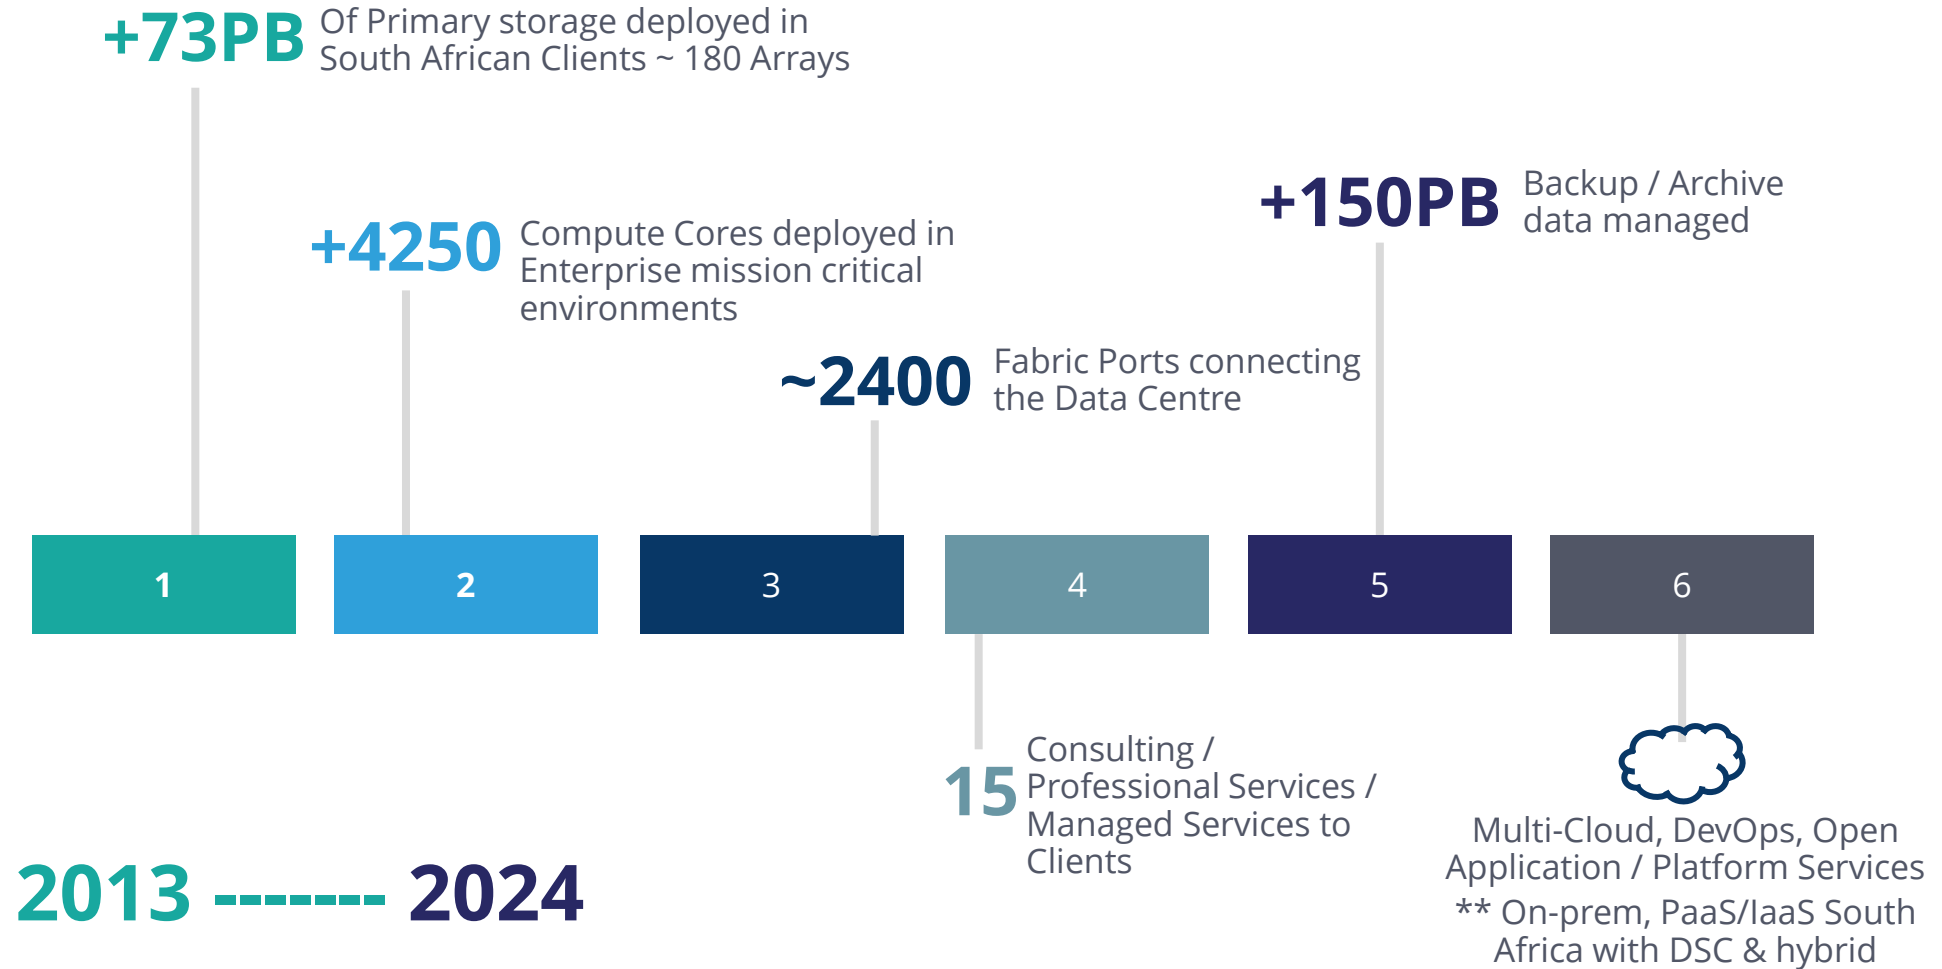 +73PB
Of Primary storage deployed in
South African Clients ~ 180 Arrays
+4250
Compute Cores deployed in
Enterprise mission critical
environments
~2400
Fabric Ports connecting
the Data Centre
+150PB
Backup / Archive
data managed
1
2
3
4
5
6
15
Consulting /
Professional Services /
Managed Services to
Clients
Multi-Cloud, DevOps, Open
Application / Platform Services
** On-prem, PaaS/IaaS South
Africa with DSC & hybrid
2013 ------- 2024